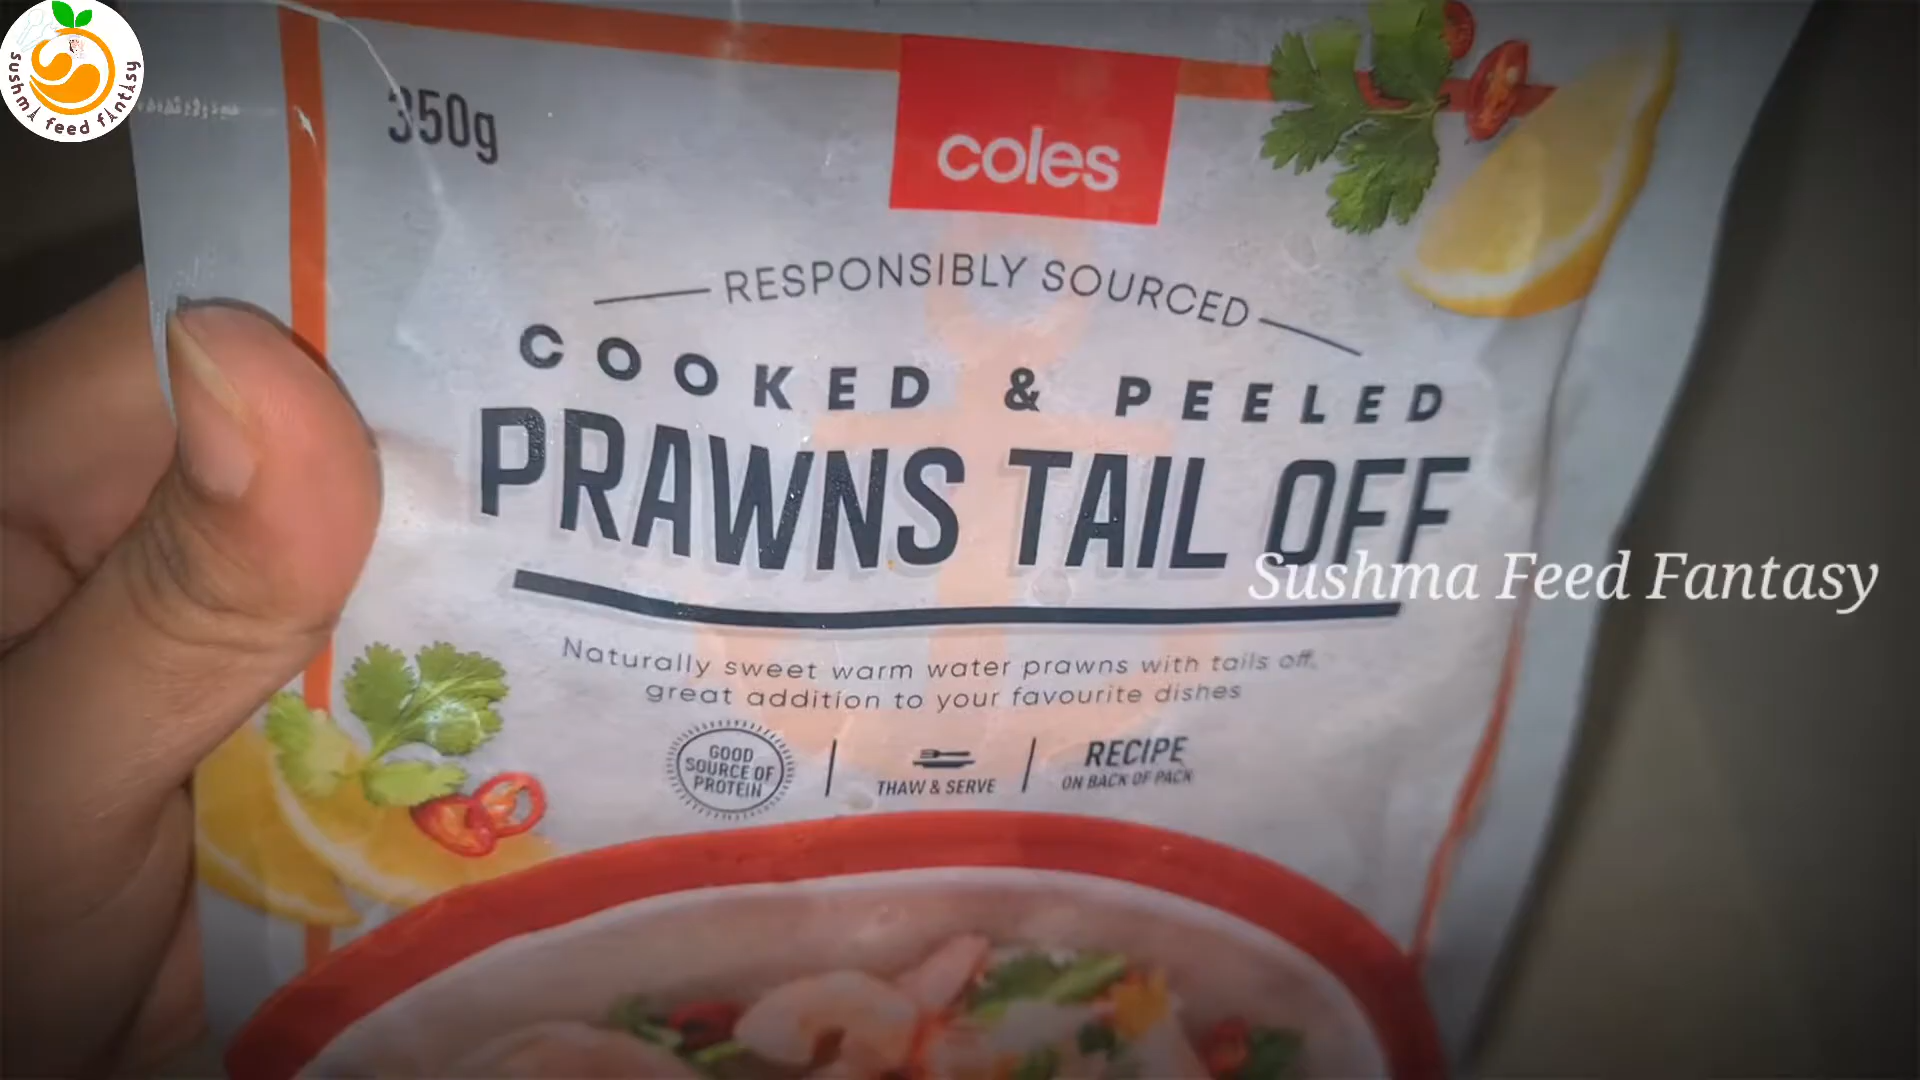 sushmA feed fAntAsy
350g
coles
RESPONSIBLY SOURCED
COOKED & PEELED
PRAWNS TAIL OFF
Sushma Feed Fantasy
Naturally sweet warm water prawns with tails off,
great addition to your favourite dishes
GOOD
SOURCE OF
PROTEIN
THAW & SERVE
RECIPE
ON BACK OF PACK